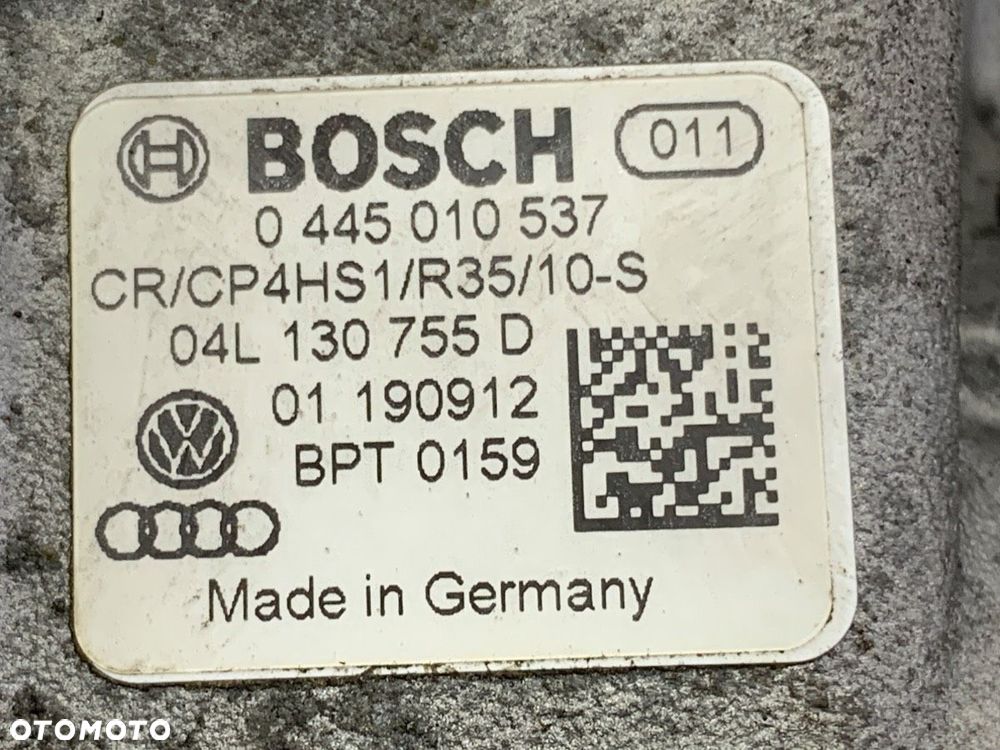 BOSCH 011
0 445 010 537
CR/CP4HS1/R35/10-S
04L 130 755 D
01 190912
BPT 0159
Made in Germany
OTOMOTO